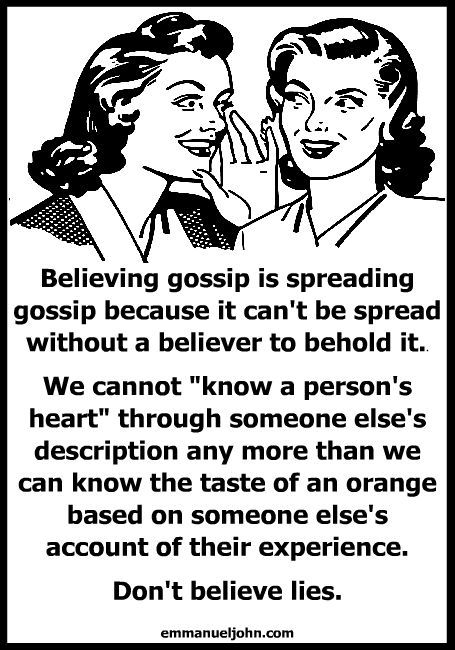 Believing gossip is spreading
gossip because it can't be spread
without a believer to behold it.
We cannot "know a person's
heart" through someone else's
description any more than we
can know the taste of an orange
based on someone else's
account of their experience.
Don't believe lies.
emmanueljohn.com